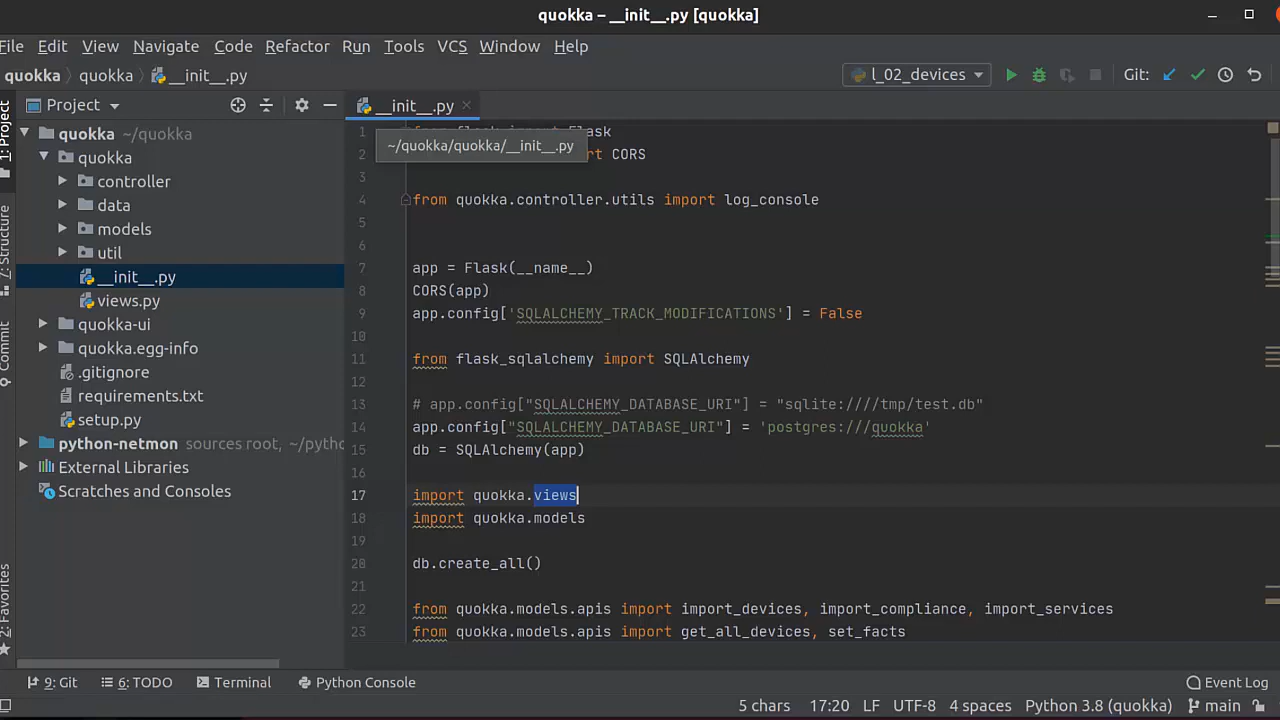 quokka – __init__.py [quokka]
File Edit View Navigate Code Refactor Run Tools VCS Window Help
quokka quokka __init__.py l_02_devices Git:
1: Project
7: Structure
Commit
2: Favorites
Project
quokka ~/quokka
quokka
controller
data
models
util
__init__.py
views.py
quokka-ui
quokka.egg-info
.gitignore
requirements.txt
setup.py
python-netmon sources root, ~/pytho
External Libraries
Scratches and Consoles
__init__.py
~/quokka/quokka/__init__.py
1 Flask
2 rt CORS
3
4 from quokka.controller.utils import log_console
5
6
7 app = Flask(__name__)
8 CORS(app)
9 app.config['SQLALCHEMY_TRACK_MODIFICATIONS'] = False
10
11 from flask_sqlalchemy import SQLAlchemy
12
13 # app.config["SQLALCHEMY_DATABASE_URI"] = "sqlite:////tmp/test.db"
14 app.config["SQLALCHEMY_DATABASE_URI"] = 'postgres:///quokka'
15 db = SQLAlchemy(app)
16
17 import quokka.views
18 import quokka.models
19
20 db.create_all()
21
22 from quokka.models.apis import import_devices, import_compliance, import_services
23 from quokka.models.apis import get_all_devices, set_facts
9: Git 6: TODO Terminal Python Console Event Log
5 chars 17:20 LF UTF-8 4 spaces Python 3.8 (quokka) main